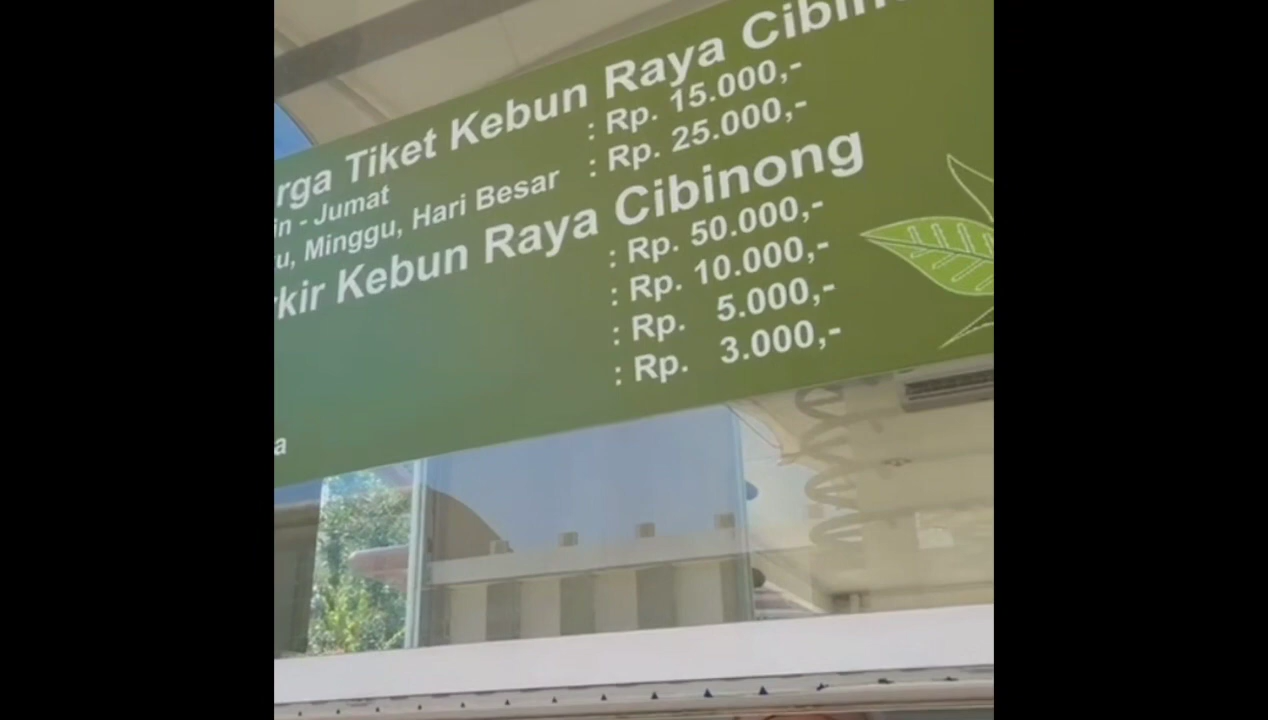 rga Tiket Kebun Raya Cibin
in - Jumat : Rp. 15.000,-
u, Minggu, Hari Besar : Rp. 25.000,-
kir Kebun Raya Cibinong
: Rp. 50.000,-
: Rp. 10.000,-
: Rp. 5.000,-
: Rp. 3.000,-
a